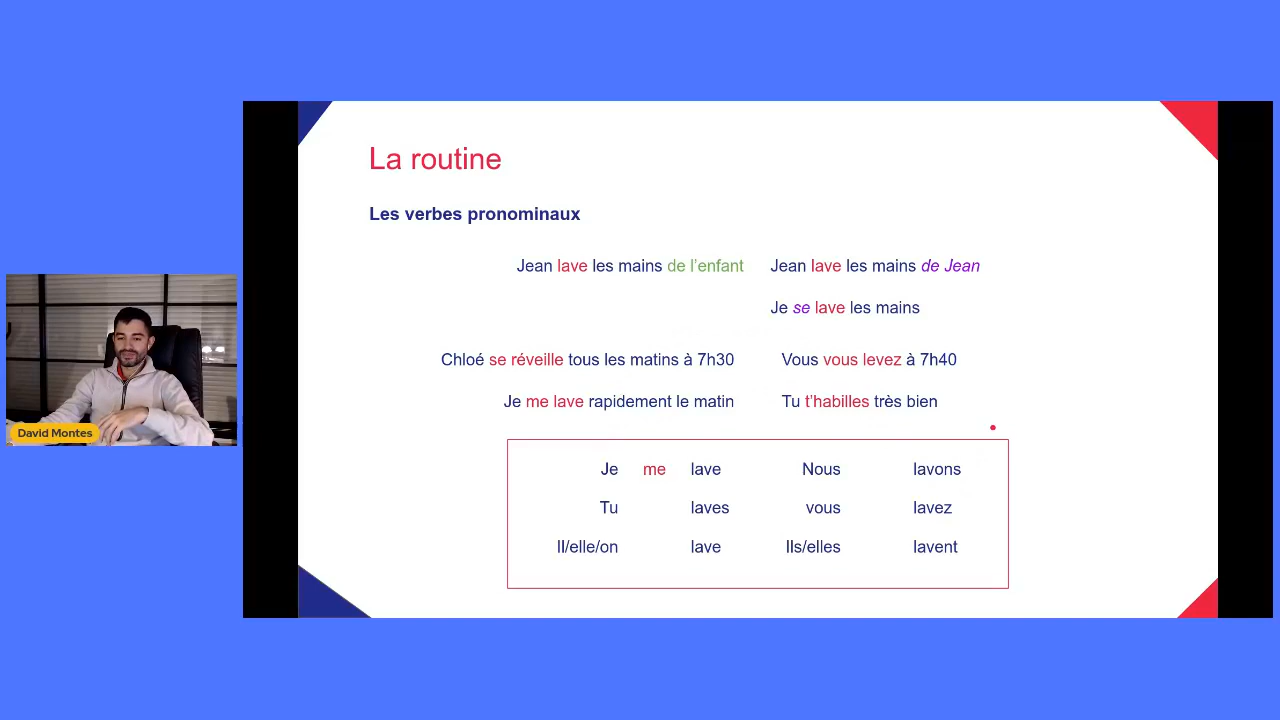 La routine
Les verbes pronominaux
Jean lave les mains de l'enfant
Jean lave les mains de Jean
Je se lave les mains
Chloé se réveille tous les matins à 7h30
Vous vous levez à 7h40
Je me lave rapidement le matin
Tu t'habilles très bien
Je me lave Nous lavons
Tu laves vous lavez
Il/elle/on lave Ils/elles lavent
David Montes